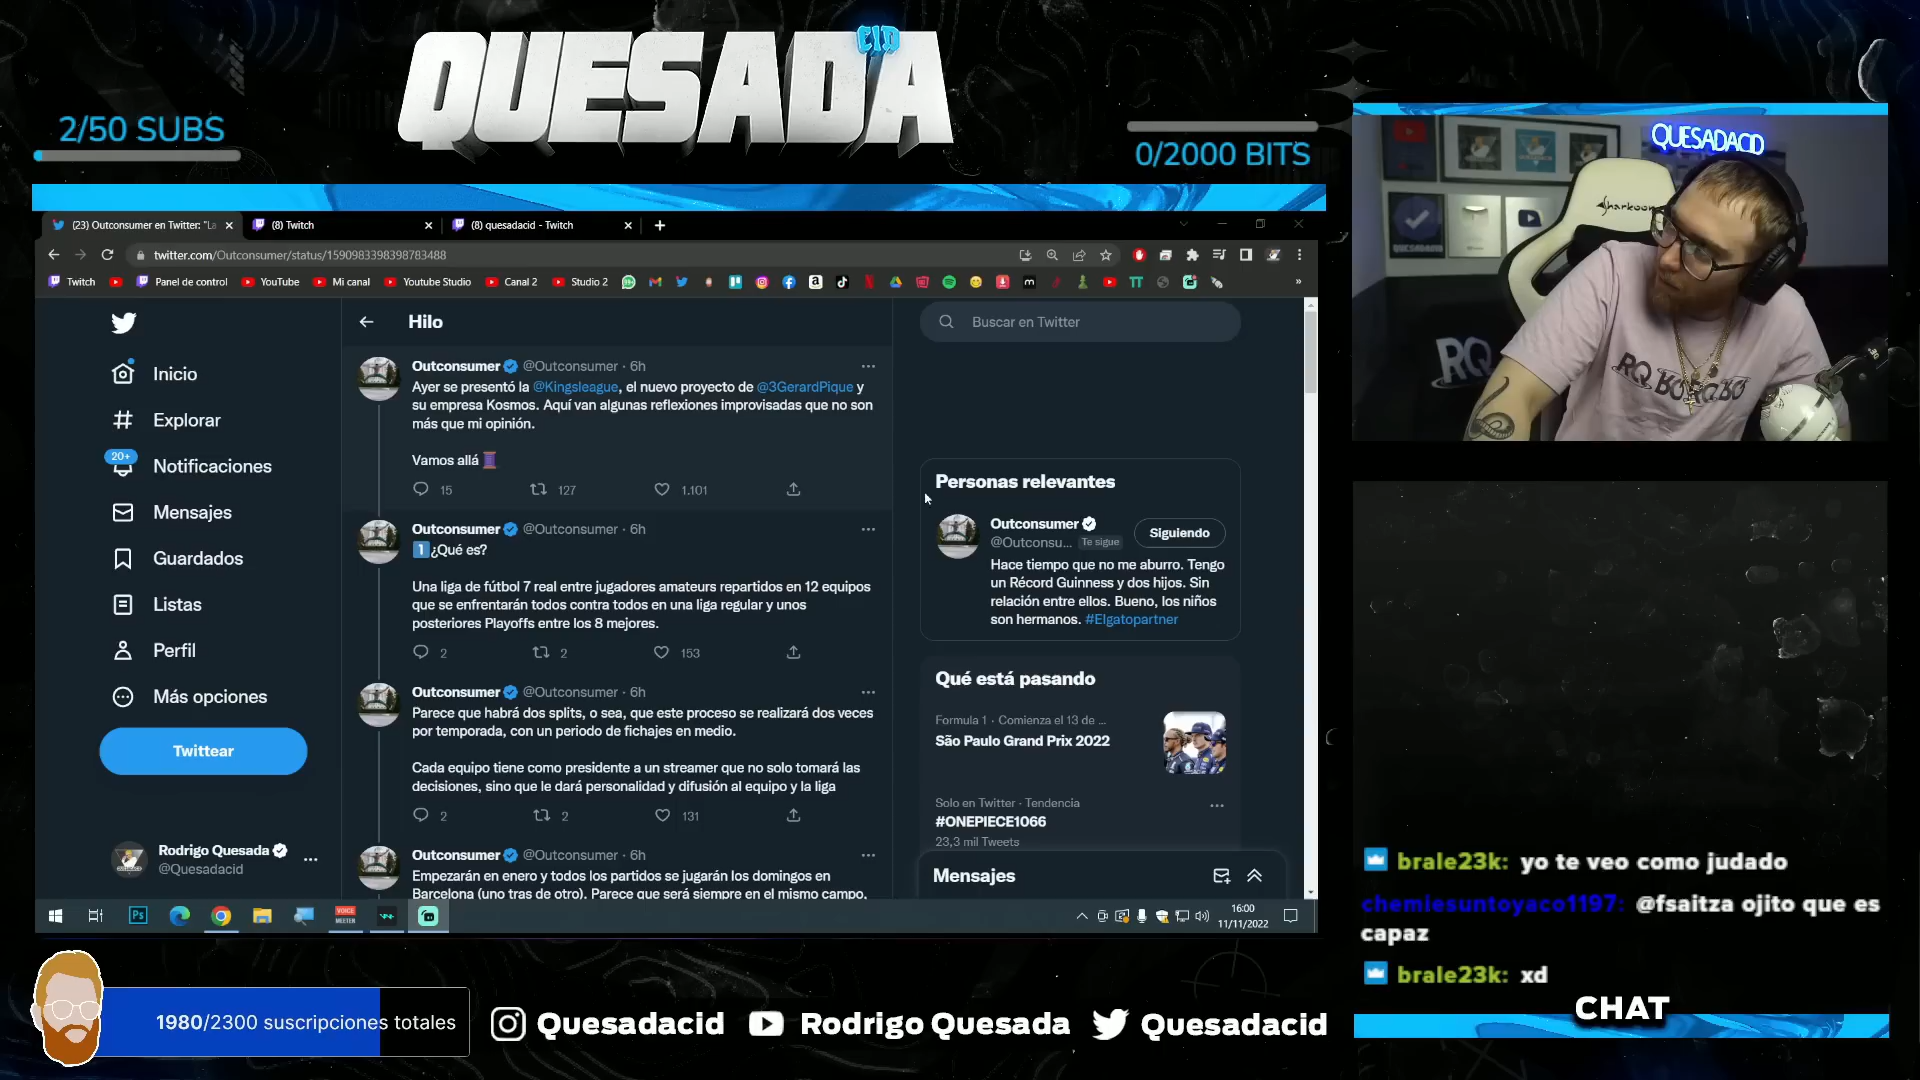 QUESADA
CID
2/50 SUBS
0/2000 BITS
(23) Outconsumer en Twitter: "La
(8) Twitch
(8) quesadacid - Twitch
twitter.com/Outconsumer/status/1590983398398783488
Twitch
Panel de control
YouTube
Mi canal
Youtube Studio
Canal 2
Studio 2
Inicio
Explorar
20+
Notificaciones
Mensajes
Guardados
Listas
Perfil
Más opciones
Twittear
Rodrigo Quesada
@Quesadacid
Hilo
Outconsumer @Outconsumer · 6h
Ayer se presentó la @Kingsleague, el nuevo proyecto de @3GerardPique y
su empresa Kosmos. Aquí van algunas reflexiones improvisadas que no son
más que mi opinión.
Vamos allá
15 127 1.101
Outconsumer @Outconsumer · 6h
1 ¿Qué es?
Una liga de fútbol 7 real entre jugadores amateurs repartidos en 12 equipos
que se enfrentarán todos contra todos en una liga regular y unos
posteriores Playoffs entre los 8 mejores.
2 2 153
Outconsumer @Outconsumer · 6h
Parece que habrá dos splits, o sea, que este proceso se realizará dos veces
por temporada, con un periodo de fichajes en medio.
Cada equipo tiene como presidente a un streamer que no solo tomará las
decisiones, sino que le dará personalidad y difusión al equipo y la liga
2 2 131
Outconsumer @Outconsumer · 6h
Empezarán en enero y todos los partidos se jugarán los domingos en
Barcelona (uno tras de otro). Parece que será siempre en el mismo campo,
Buscar en Twitter
Personas relevantes
Outconsumer
@Outconsu... Te sigue
Siguiendo
Hace tiempo que no me aburro. Tengo
un Récord Guinness y dos hijos. Sin
relación entre ellos. Bueno, los niños
son hermanos. #Elgatopartner
Qué está pasando
Formula 1 · Comienza el 13 de ...
São Paulo Grand Prix 2022
Solo en Twitter · Tendencia
#ONEPIECE1066
23,3 mil Tweets
Mensajes
Ps
VOICE
MEETER
16:00
11/11/2022
QUESADACID
Sharkoon
RQ
brale23k: yo te veo como judado
chemiesuntoyaco1197: @fsaitza ojito que es
capaz
brale23k: xd
CHAT
1980/2300 suscripciones totales
Quesadacid
Rodrigo Quesada
Quesadacid